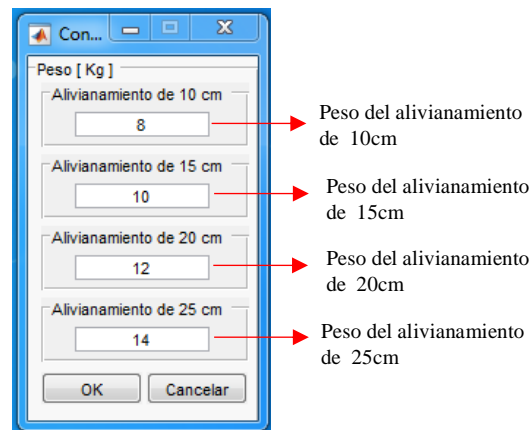 Con...
Peso [ Kg ]
Alivianamiento de 10 cm
8
Peso del alivianamiento
de 10cm
Alivianamiento de 15 cm
10
Peso del alivianamiento
de 15cm
Alivianamiento de 20 cm
12
Peso del alivianamiento
de 20cm
Alivianamiento de 25 cm
14
Peso del alivianamiento
de 25cm
OK Cancelar